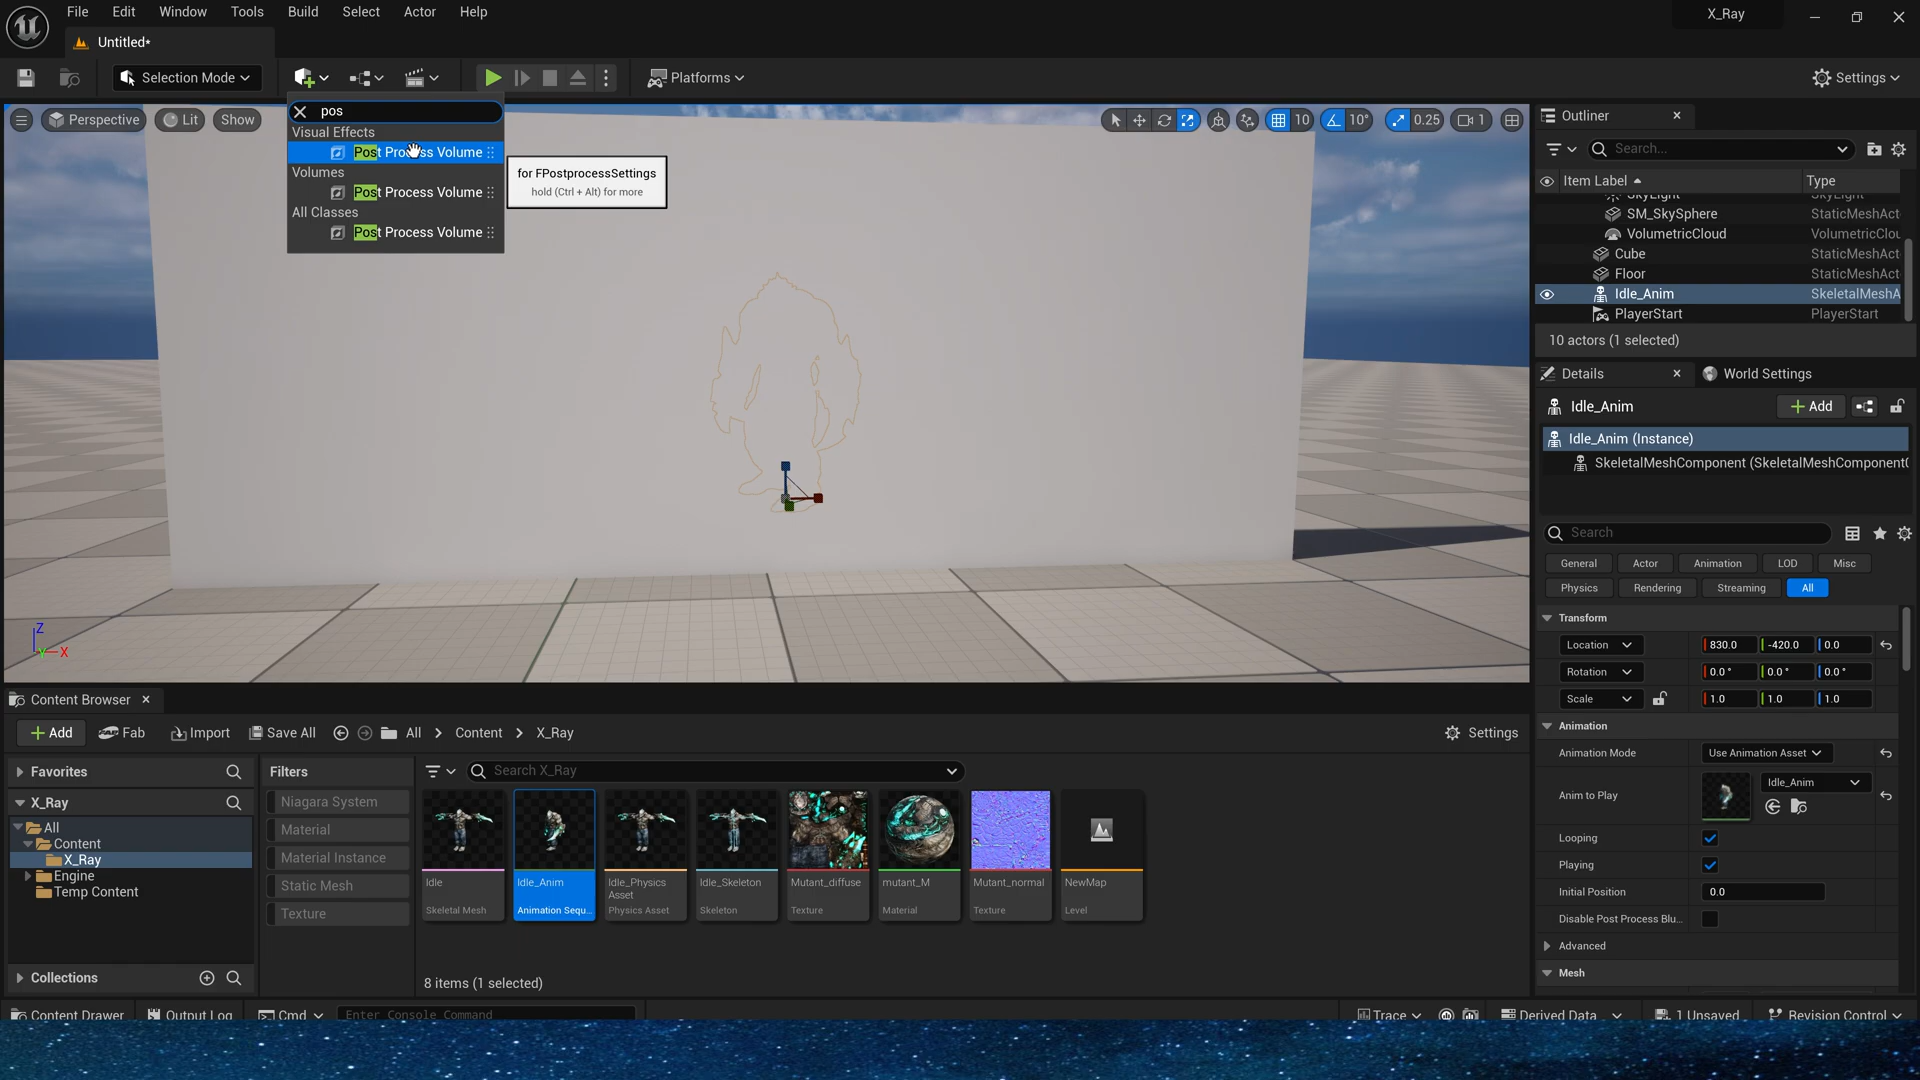 File Edit Window Tools Build Select Actor Help
X_Ray
Untitled*
Selection Mode
Platforms
Settings
pos
Visual Effects
Post Process Volume
Volumes
Post Process Volume
All Classes
Post Process Volume
for FPostprocessSettings
hold (Ctrl + Alt) for more
Perspective
Lit
Show
10
10°
0.25
1
Z
Y
X
Outliner
Search...
Item Label
Type
SkyLight SkyLight
SM_SkySphere StaticMeshAct
VolumetricCloud VolumetricClou
Cube StaticMeshAct
Floor StaticMeshAct
Idle_Anim SkeletalMeshA
PlayerStart PlayerStart
10 actors (1 selected)
Details
World Settings
Idle_Anim
Add
Idle_Anim (Instance)
SkeletalMeshComponent (SkeletalMeshComponent0
Search
General Actor Animation LOD Misc
Physics Rendering Streaming All
Transform
Location 830.0 -420.0 0.0
Rotation 0.0° 0.0° 0.0°
Scale 1.0 1.0 1.0
Animation
Animation Mode Use Animation Asset
Anim to Play Idle_Anim
Looping
Playing
Initial Position 0.0
Disable Post Process Blu...
Advanced
Mesh
Content Browser
Add
Fab
Import
Save All
All
Content
X_Ray
Settings
Favorites
X_Ray
All
Content
X_Ray
Engine
Temp Content
Collections
Filters
Niagara System
Material
Material Instance
Static Mesh
Texture
Search X_Ray
Idle
Skeletal Mesh
Idle_Anim
Animation Sequ...
Idle_Physics
Asset
Physics Asset
Idle_Skeleton
Skeleton
Mutant_diffuse
Texture
mutant_M
Material
Mutant_normal
Texture
NewMap
Level
8 items (1 selected)
Content Drawer
Output Log
Cmd
Enter Console Command
Trace
Derived Data
1 Unsaved
Revision Control